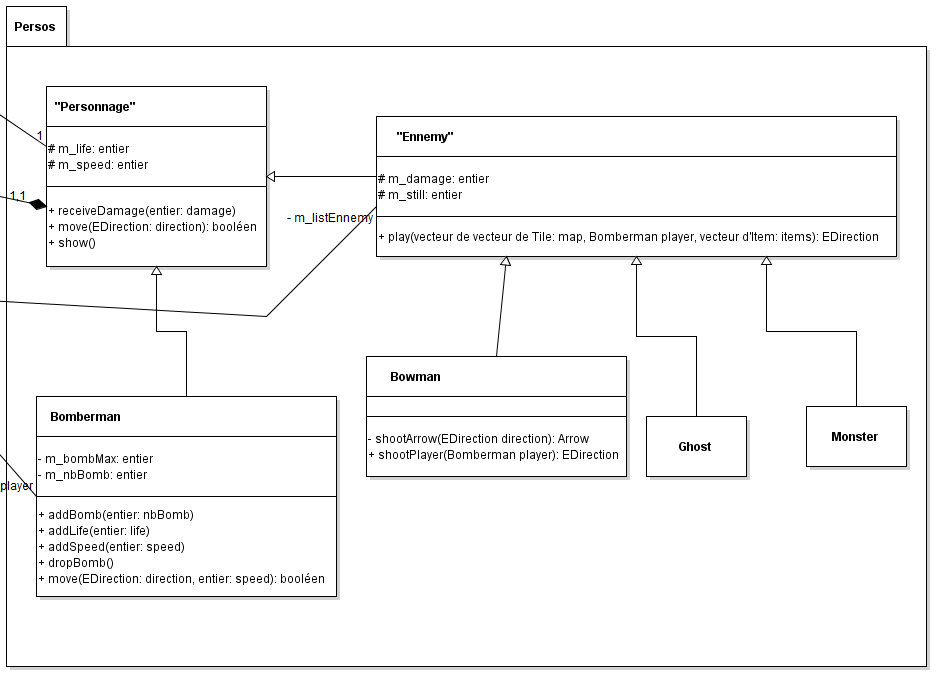 Persos
"Personnage"
1
# m_life: entier
# m_speed: entier
1,1
+ receiveDamage(entier: damage)
+ move(EDirection: direction): booléen
+ show()
"Ennemy"
# m_damage: entier
# m_still: entier
- m_listEnnemy
+ play(vecteur de vecteur de Tile: map, Bomberman player, vecteur d'Item: items): EDirection
Bomberman
- m_bombMax: entier
- m_nbBomb: entier
player
+ addBomb(entier: nbBomb)
+ addLife(entier: life)
+ addSpeed(entier: speed)
+ dropBomb()
+ move(EDirection: direction, entier: speed): booléen
Bowman
- shootArrow(EDirection direction): Arrow
+ shootPlayer(Bomberman player): EDirection
Ghost
Monster